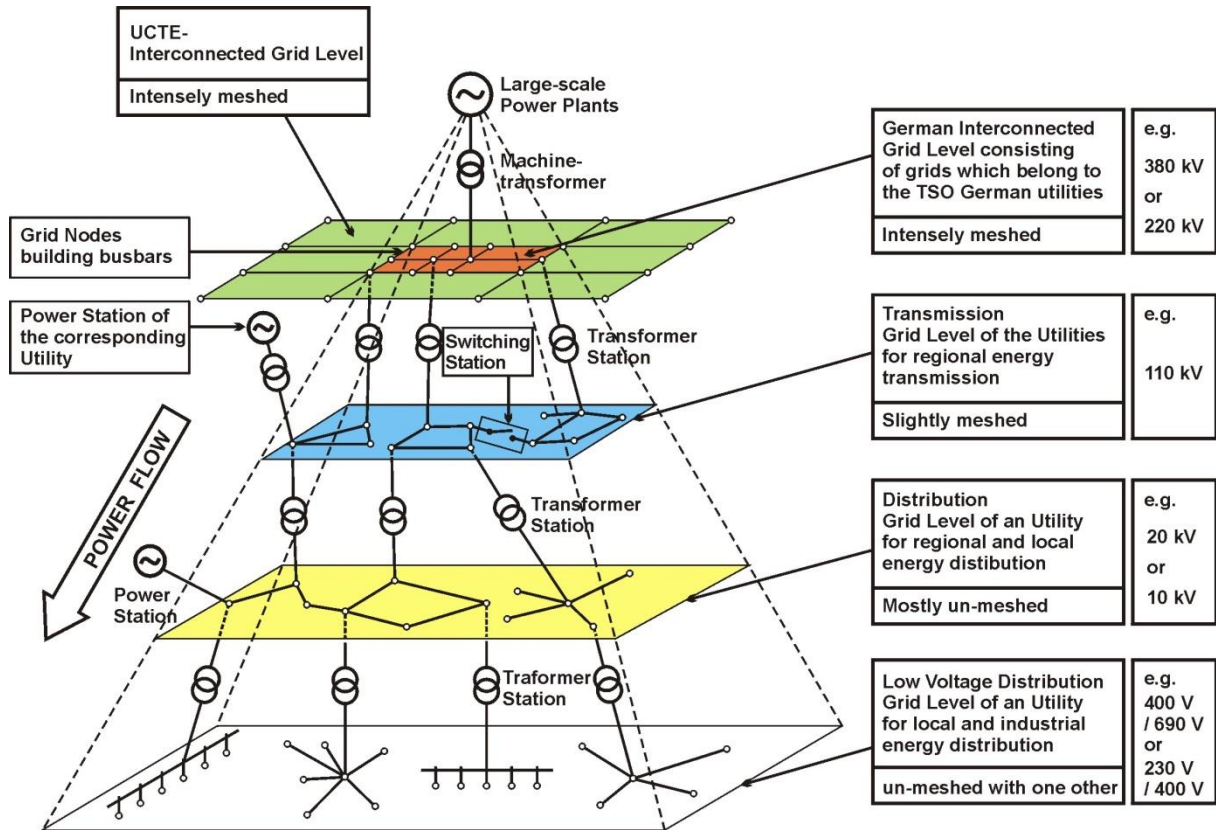 UCTE-
Interconnected Grid Level
Intensely meshed
Large-scale
Power Plants
Machine-
transformer
German Interconnected
Grid Level consisting
of grids which belong to
the TSO German utilities
Intensely meshed
e.g.
380 kV
or
220 kV
Grid Nodes
building busbars
Power Station of
the corresponding
Utility
Switching
Station
Transformer
Station
Transmission
Grid Level of the Utilities
for regional energy
transmission
Slightly meshed
e.g.
110 kV
POWER FLOW
Transformer
Station
Power
Station
Distribution
Grid Level of an Utility
for regional and local
energy distibution
Mostly un-meshed
e.g.
20 kV
or
10 kV
Traformer
Station
Low Voltage Distribution
Grid Level of an Utility
for local and industrial
energy distribution
un-meshed with one other
e.g.
400 V
/ 690 V
or
230 V
/ 400 V